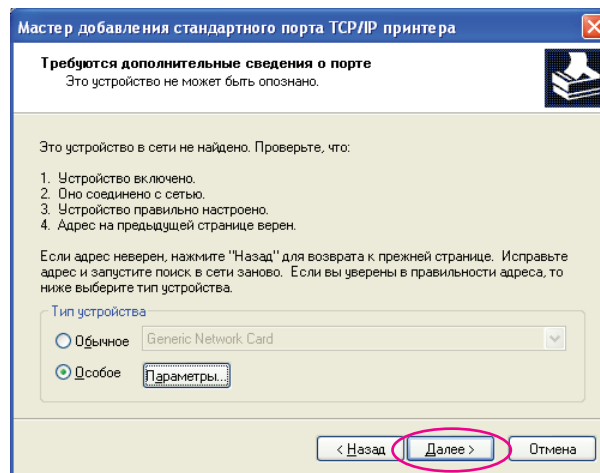 Мастер добавления стандартного порта TCP/IP принтера
Требуются дополнительные сведения о порте
Это устройство не может быть опознано.
Это устройство в сети не найдено. Проверьте, что:
1. Устройство включено.
2. Оно соединено с сетью.
3. Устройство правильно настроено.
4. Адрес на предыдущей странице верен.
Если адрес неверен, нажмите "Назад" для возврата к прежней странице. Исправьте
адрес и запустите поиск в сети заново. Если вы уверены в правильности адреса, то
ниже выберите тип устройства.
Тип устройства
Обычное Generic Network Card
Особое Параметры...
< Назад Далее > Отмена